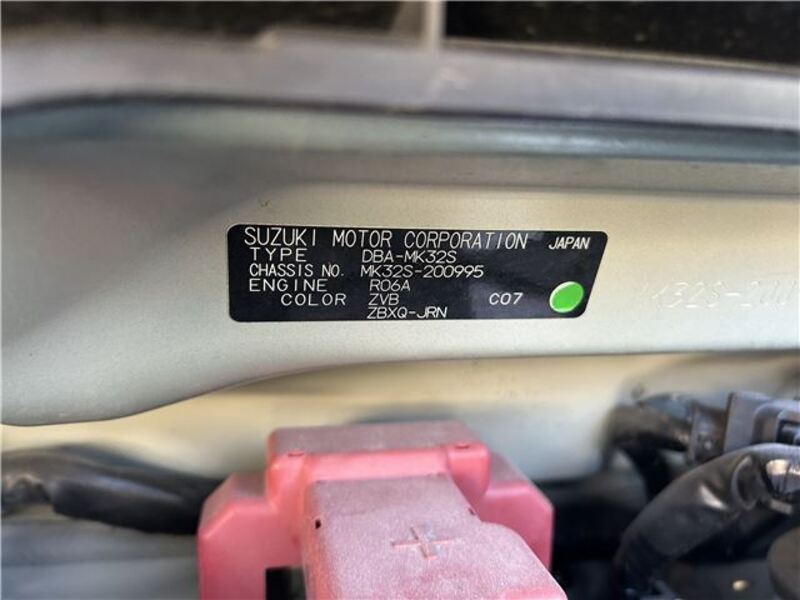 SUZUKI MOTOR CORPORATION JAPAN
TYPE DBA-MK32S
CHASSIS NO. MK32S-200995
ENGINE R06A
COLOR ZVB C07
ZBXQ-JRN